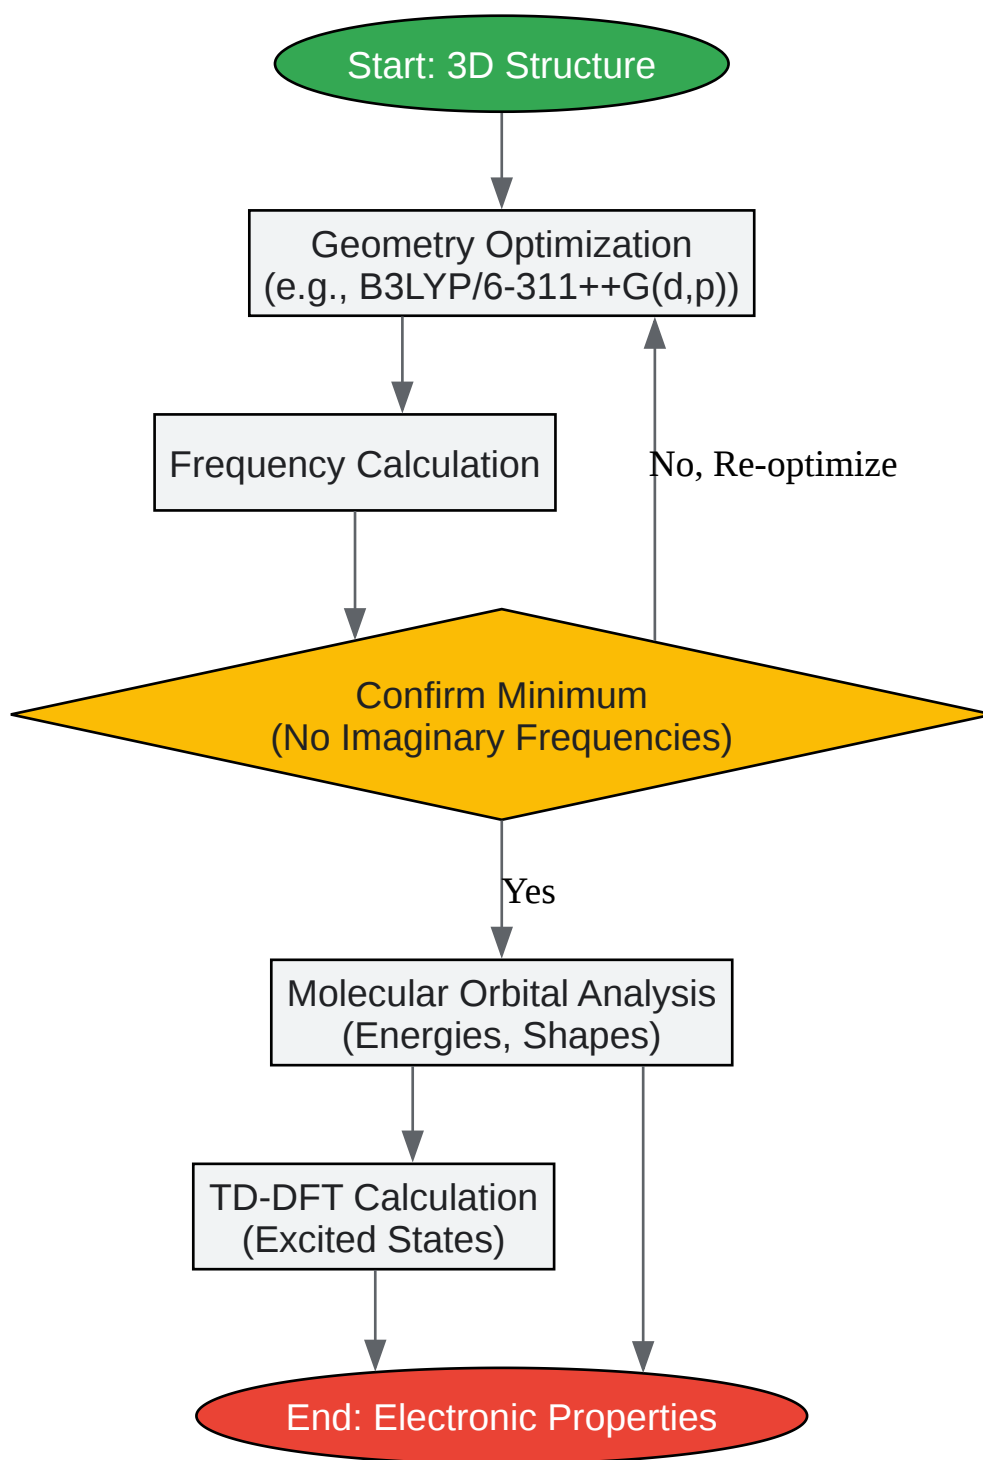 Start: 3D Structure
Geometry Optimization
(e.g., B3LYP/6-311++G(d,p))
Frequency Calculation
No, Re-optimize
Confirm Minimum
(No Imaginary Frequencies)
Yes
Molecular Orbital Analysis
(Energies, Shapes)
TD-DFT Calculation
(Excited States)
End: Electronic Properties